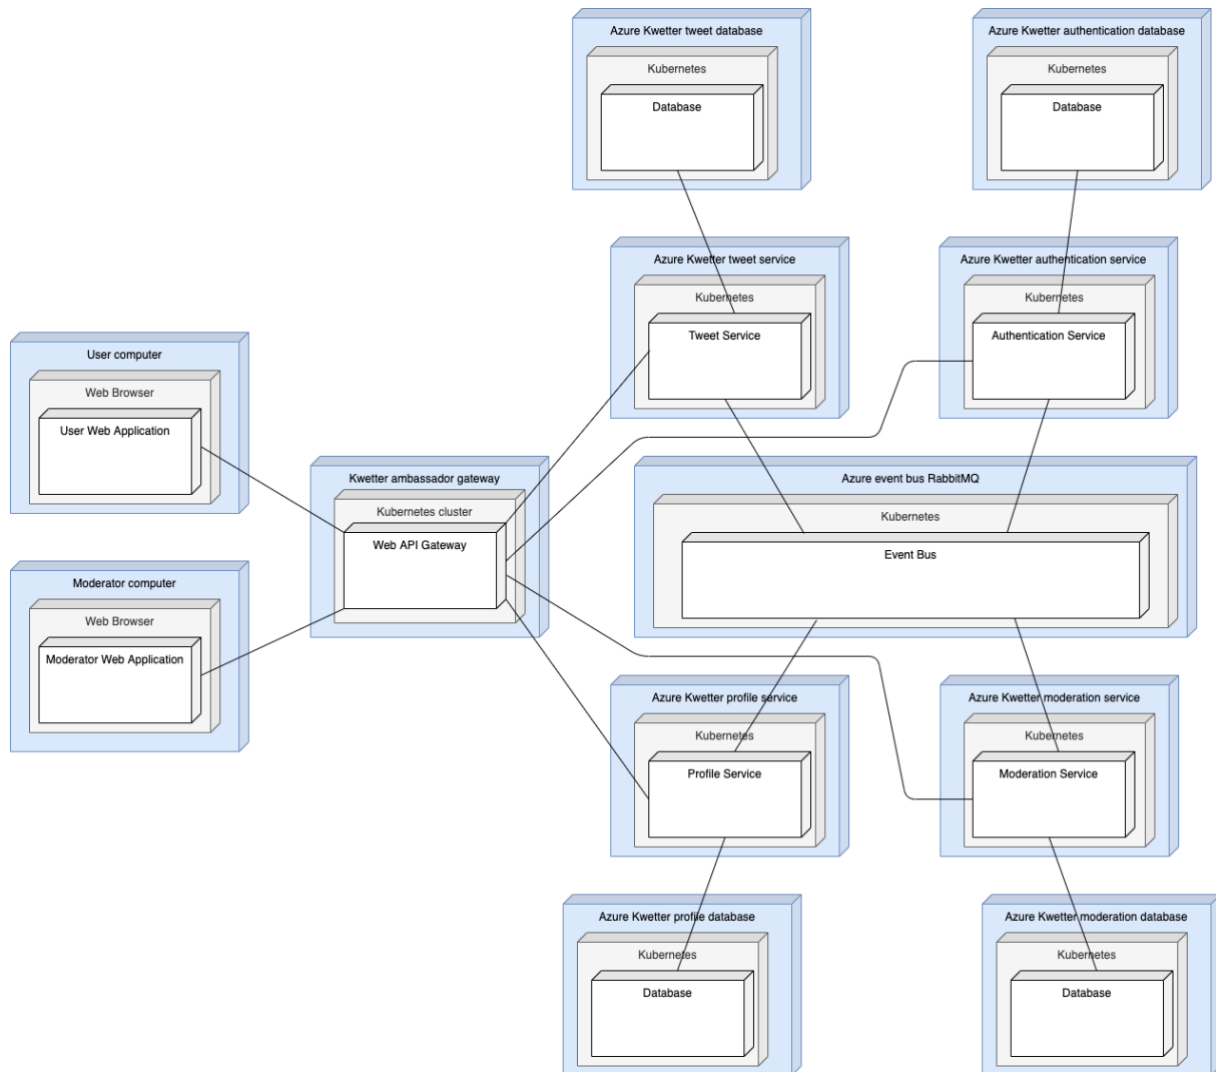 Azure Kwetter tweet database
Kubernetes
Database
Azure Kwetter authentication database
Kubernetes
Database
Azure Kwetter tweet service
Kubernetes
Tweet Service
Azure Kwetter authentication service
Kubernetes
Authentication Service
User computer
Web Browser
User Web Application
Kwetter ambassador gateway
Kubernetes cluster
Web API Gateway
Azure event bus RabbitMQ
Kubernetes
Event Bus
Moderator computer
Web Browser
Moderator Web Application
Azure Kwetter profile service
Kubernetes
Profile Service
Azure Kwetter moderation service
Kubernetes
Moderation Service
Azure Kwetter profile database
Kubernetes
Database
Azure Kwetter moderation database
Kubernetes
Database